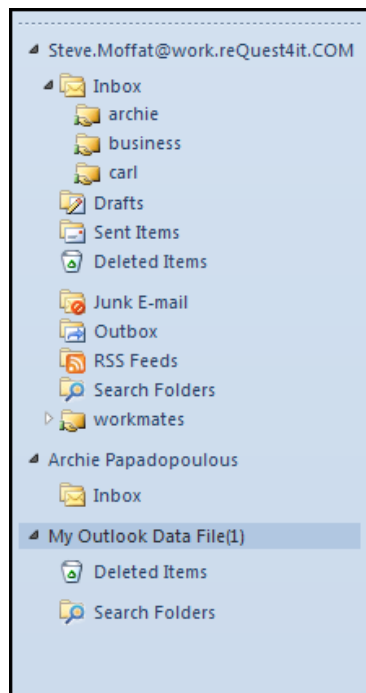 Steve.Moffat@work.reQuest4it.COM
Inbox
archie
business
carl
Drafts
Sent Items
Deleted Items
Junk E-mail
Outbox
RSS Feeds
Search Folders
workmates
Archie Papadopoulous
Inbox
My Outlook Data File(1)
Deleted Items
Search Folders